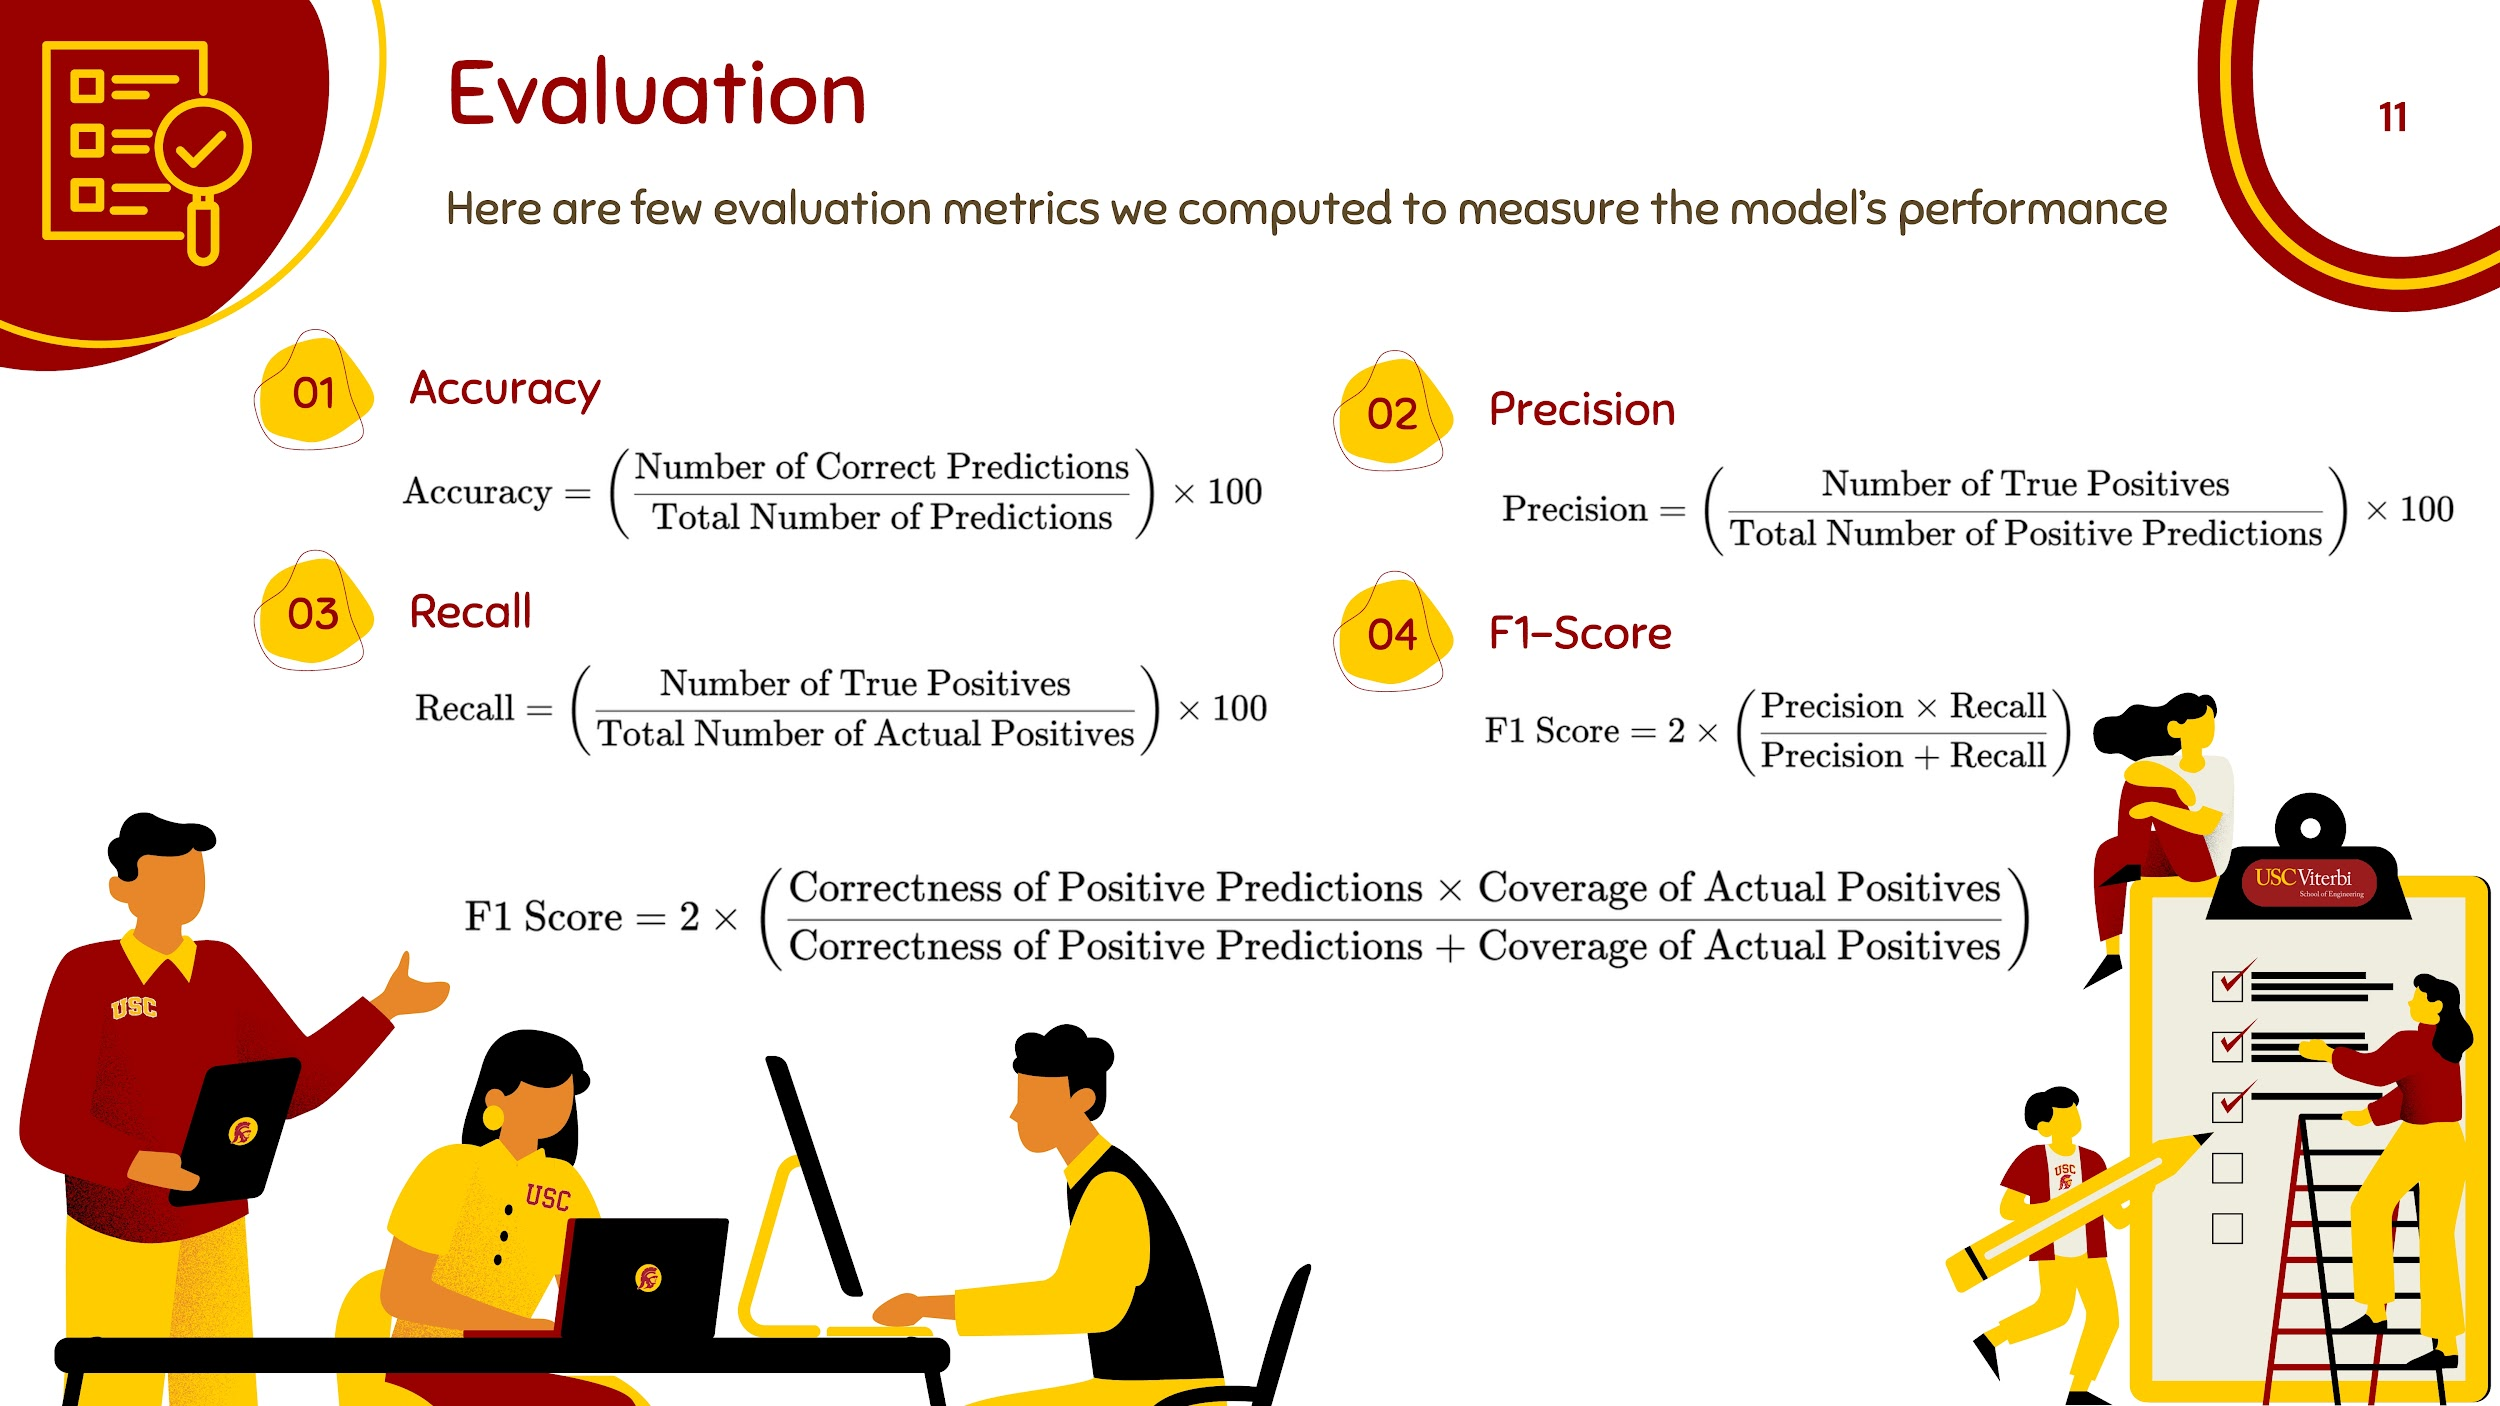 Evaluation
11
Here are few evaluation metrics we computed to measure the model's performance
01 Accuracy
Accuracy = (Number of Correct Predictions / Total Number of Predictions) × 100
02 Precision
Precision = (Number of True Positives / Total Number of Positive Predictions) × 100
03 Recall
Recall = (Number of True Positives / Total Number of Actual Positives) × 100
04 F1-Score
F1 Score = 2 × (Precision × Recall / Precision + Recall)
F1 Score = 2 × (Correctness of Positive Predictions × Coverage of Actual Positives / Correctness of Positive Predictions + Coverage of Actual Positives)
USC Viterbi
School of Engineering
USC
USC
USC